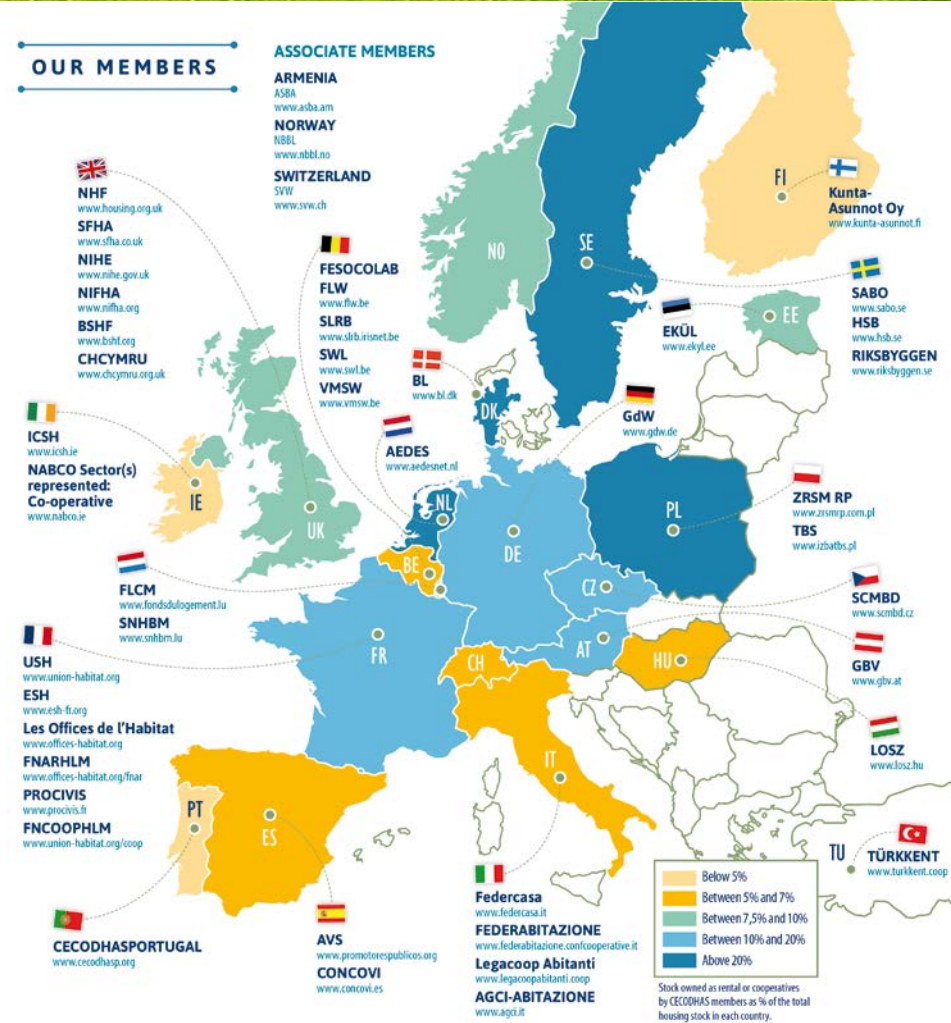 OUR MEMBERS
ASSOCIATE MEMBERS
ARMENIA
ASBA
www.asba.am
NORWAY
NBBL
www.nbbl.no
SWITZERLAND
SVW
www.svw.ch
NHF
www.housing.org.uk
SFHA
www.sfha.co.uk
NIHE
www.nihe.gov.uk
NIFHA
www.nifha.org
BSHF
www.bshf.org
CHCYMRU
www.chcymru.org.uk
ICSH
www.icsh.ie
NABCO Sector(s)
represented:
Co-operative
www.nabco.ie
FESOCOLAB
FLW
www.flw.be
SLRB
www.slrb.irisnet.be
SWL
www.swl.be
VMSW
www.vmsw.be
BL
www.bl.dk
AEDES
www.aedesnet.nl
GdW
www.gdw.de
EKÜL
www.ekyl.ee
Kunta-
Asunnot Oy
www.kunta-asunnot.fi
SABO
www.sabo.se
HSB
www.hsb.se
RIKSBYGGEN
www.riksbyggen.se
ZRSM RP
www.zrsmrp.com.pl
TBS
www.izbatbs.pl
SCMBD
www.scmbd.cz
GBV
www.gbv.at
LOSZ
www.losz.hu
TÜRKKENT
www.turkkent.coop
FLCM
www.fondsdulogement.lu
SNHBM
www.snhbm.lu
USH
www.union-habitat.org
ESH
www.esh-fr.org
Les Offices de l'Habitat
www.offices-habitat.org
FNARHLM
www.offices-habitat.org/fnar
PROCIVIS
www.procivis.fr
FNCOOPHLM
www.union-habitat.org/coop
CECODHASPORTUGAL
www.cecodhasp.org
AVS
www.promotorespublicos.org
CONCOVI
www.concovi.es
Federcasa
www.federcasa.it
FEDERABITAZIONE
www.federabitazione.confcooperative.it
Legacoop Abitanti
www.legacoopabitanti.coop
AGCI-ABITAZIONE
www.agci.it
FI
SE
NO
EE
DK
IE
UK
NL
BE
DE
PL
CZ
FR
CH
AT
HU
IT
PT
ES
TU
Below 5%
Between 5% and 7%
Between 7,5% and 10%
Between 10% and 20%
Above 20%
Stock owned as rental or cooperatives
by CECODHAS members as % of the total
housing stock in each country.